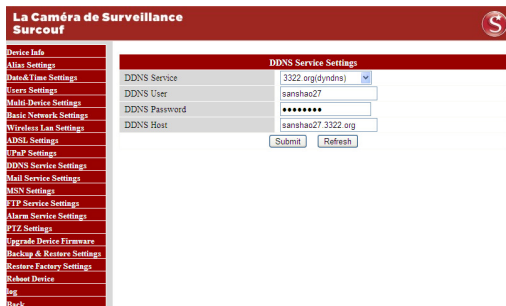 La Caméra de Surveillance
Surcouf
S
Device Info
Alias Settings
Date&Time Settings
Users Settings
Multi-Device Settings
Basic Network Settings
Wireless Lan Settings
ADSL Settings
UPnP Settings
DDNS Service Settings
Mail Service Settings
MSN Settings
FTP Service Settings
Alarm Service Settings
PTZ Settings
Upgrade Device Firmware
Backup & Restore Settings
Restore Factory Settings
Reboot Device
log
Back
DDNS Service Settings
DDNS Service 3322.org(dyndns)
DDNS User sanshao27
DDNS Password ••••••••
DDNS Host sanshao27.3322.org
Submit Refresh